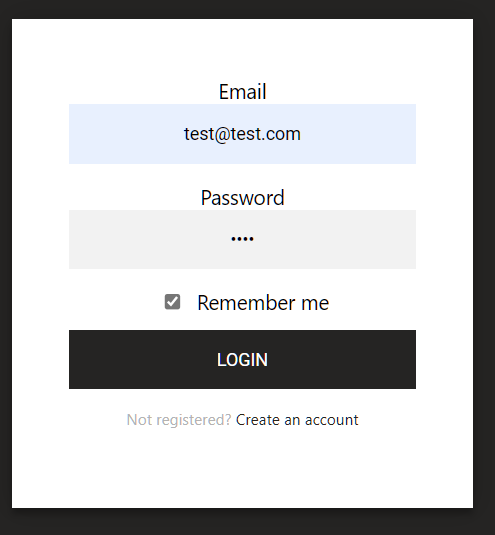 Email
test@test.com
Password
••••
Remember me
LOGIN
Not registered? Create an account